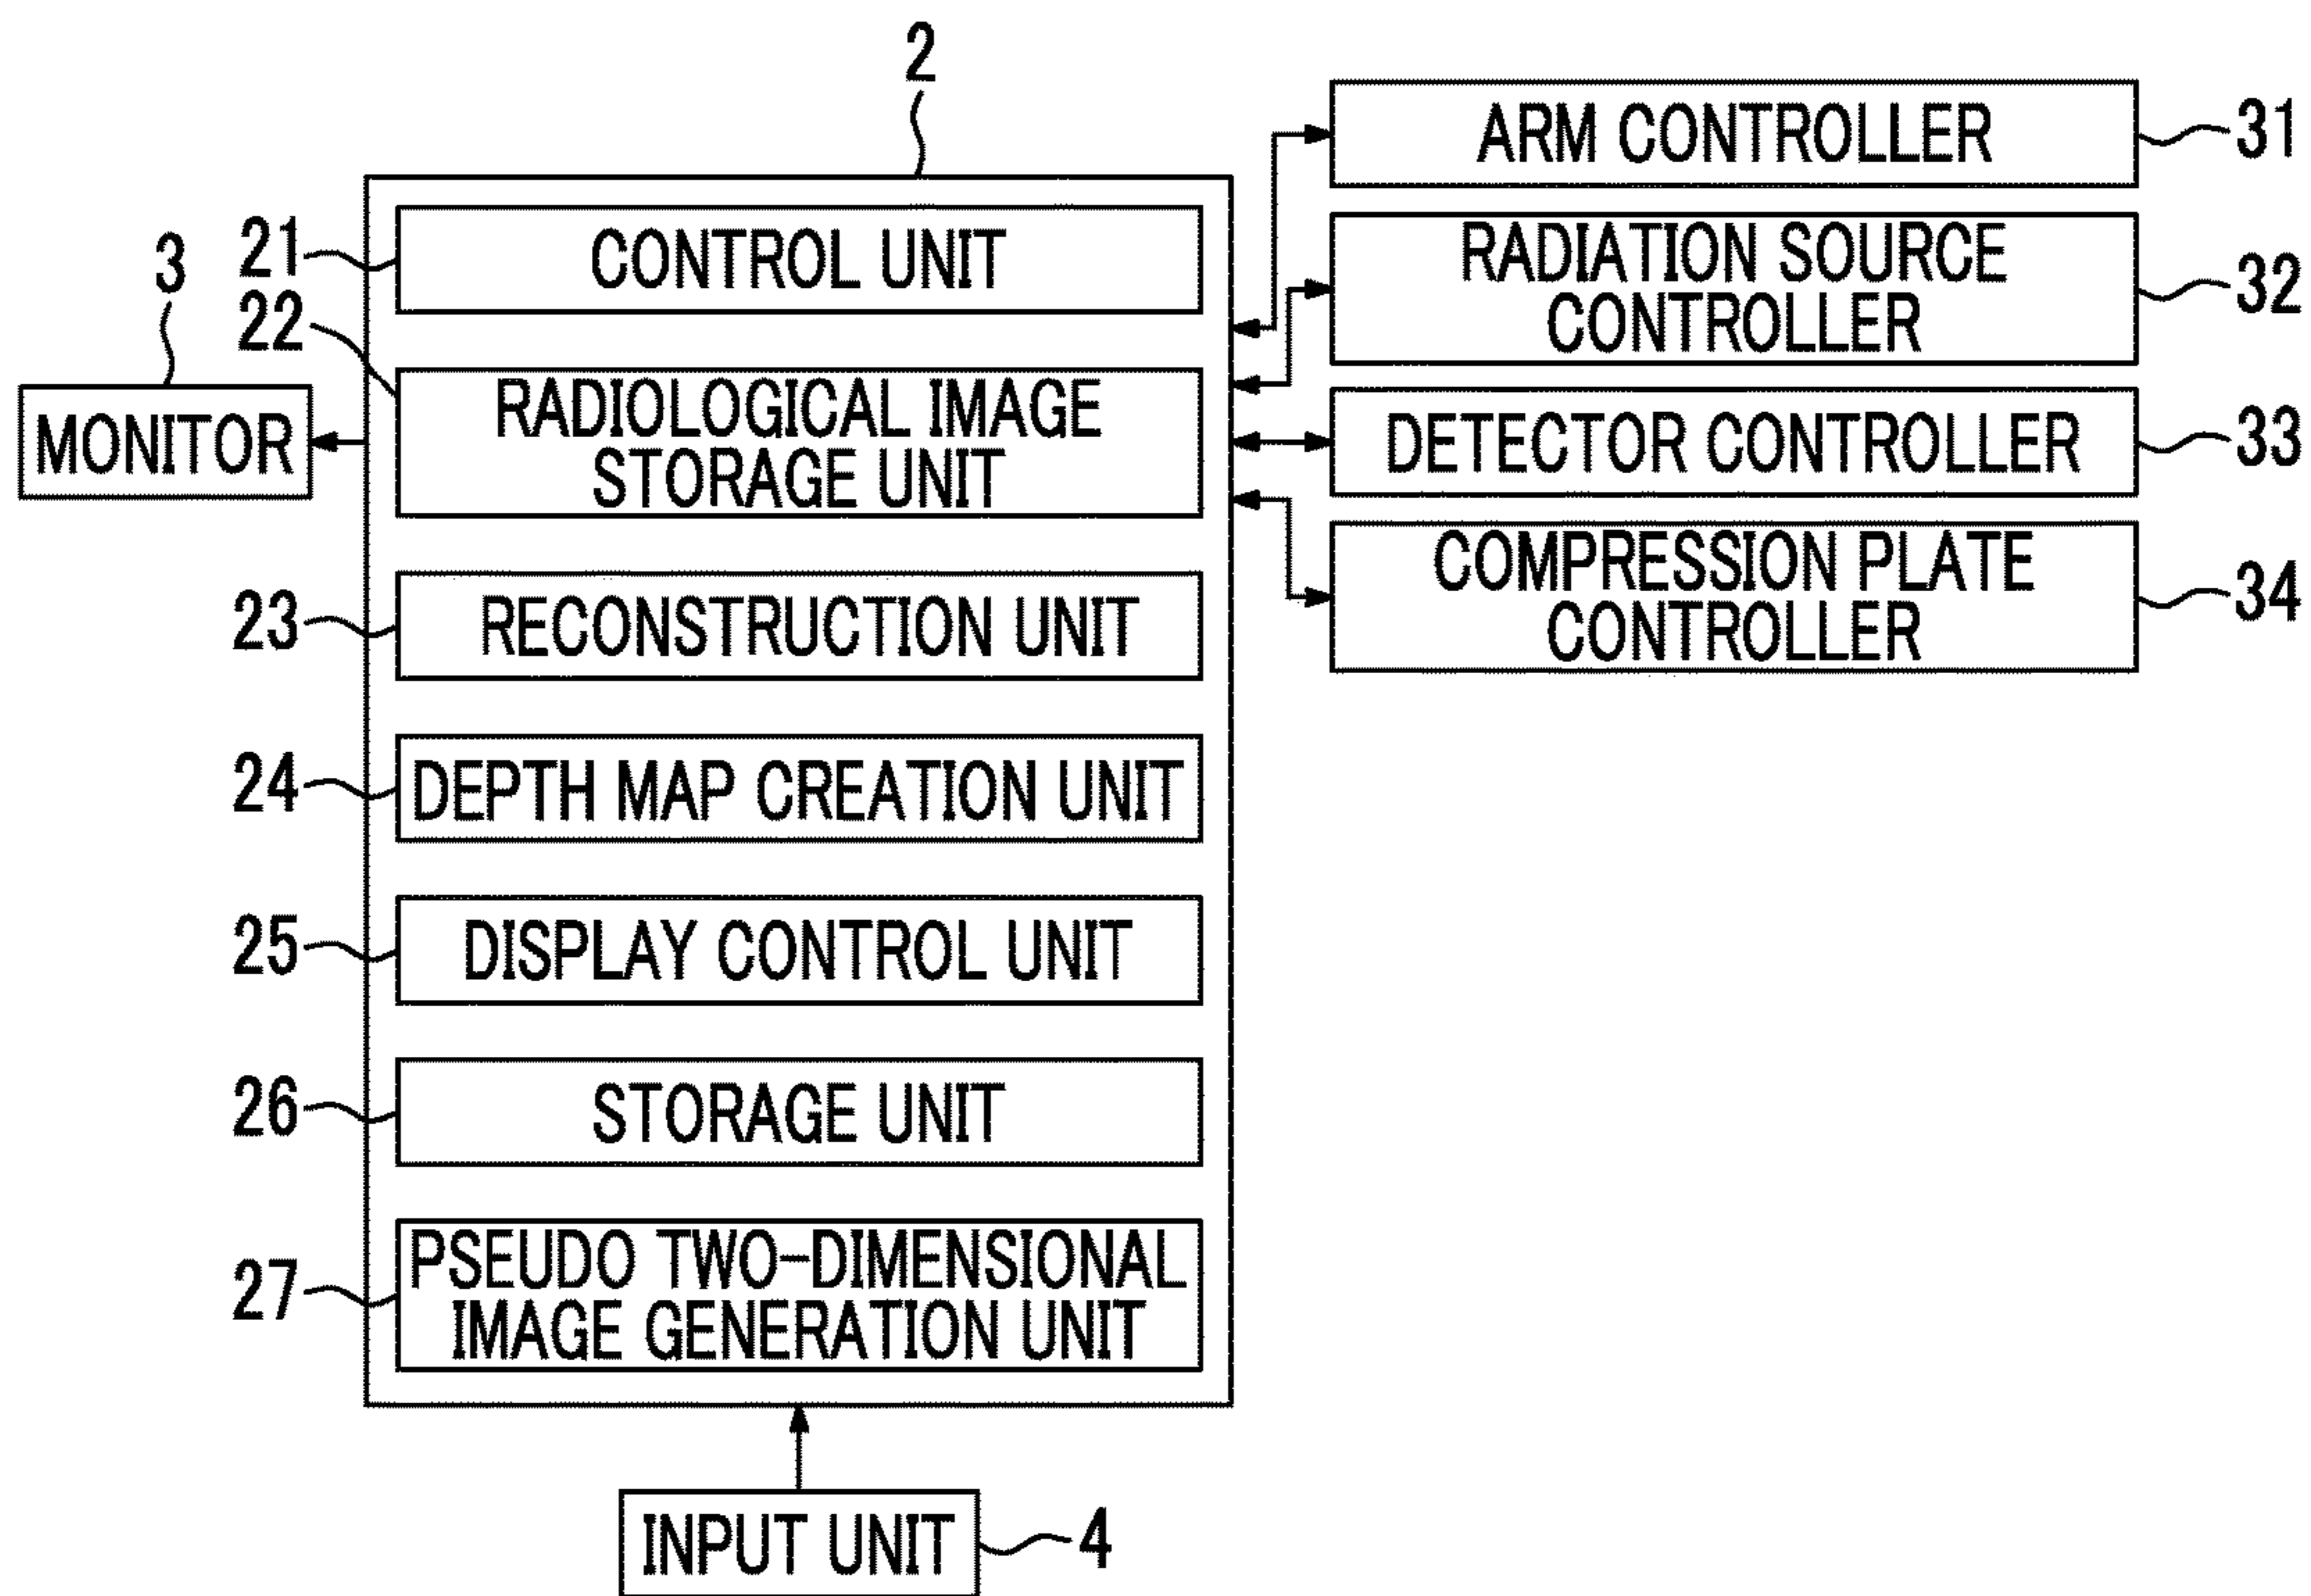 2
21
CONTROL UNIT
22
RADIOLOGICAL IMAGE
STORAGE UNIT
23
RECONSTRUCTION UNIT
24
DEPTH MAP CREATION UNIT
25
DISPLAY CONTROL UNIT
26
STORAGE UNIT
27
PSEUDO TWO-DIMENSIONAL
IMAGE GENERATION UNIT
3
MONITOR
INPUT UNIT
4
ARM CONTROLLER
31
RADIATION SOURCE
CONTROLLER
32
DETECTOR CONTROLLER
33
COMPRESSION PLATE
CONTROLLER
34